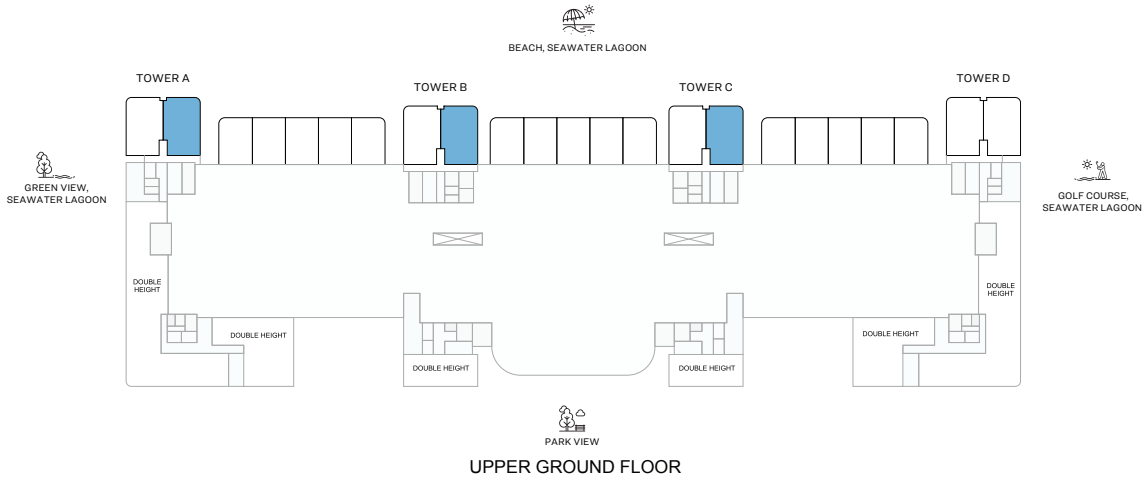 BEACH, SEAWATER LAGOON
TOWER A
TOWER B
TOWER C
TOWER D
GREEN VIEW,
SEAWATER LAGOON
GOLF COURSE,
SEAWATER LAGOON
DOUBLE
HEIGHT
DOUBLE
HEIGHT
DOUBLE HEIGHT
DOUBLE HEIGHT
DOUBLE HEIGHT
DOUBLE HEIGHT
PARK VIEW
UPPER GROUND FLOOR